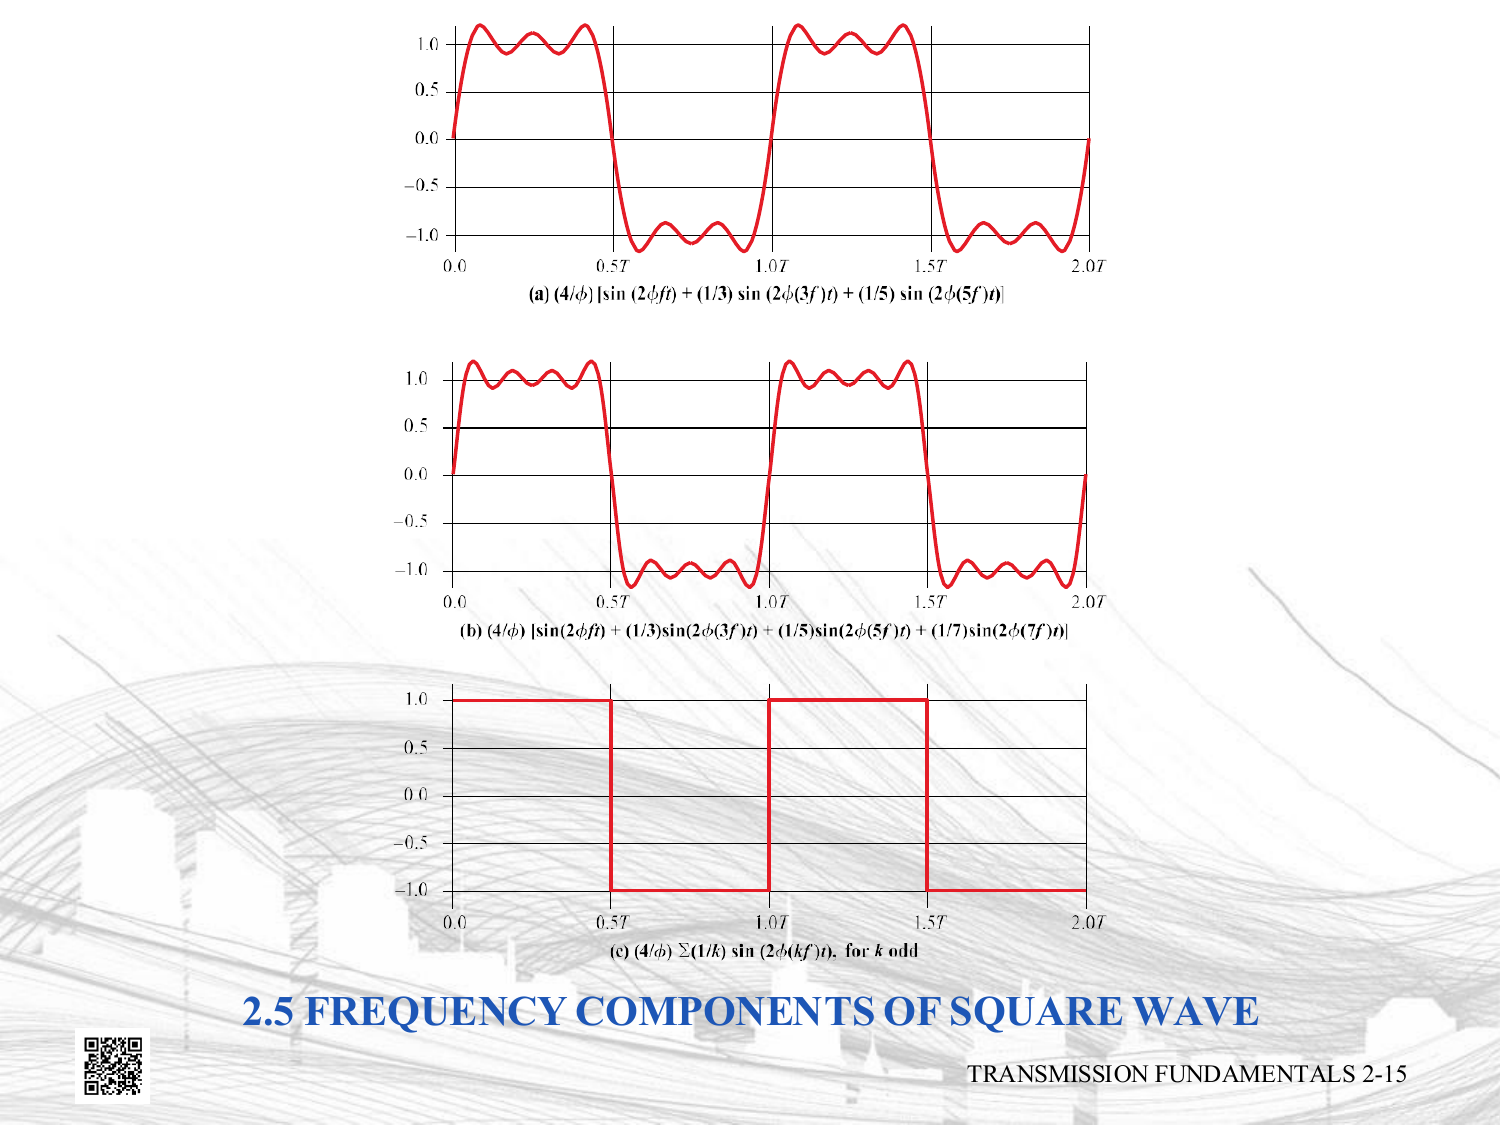 1.0
0.5
0.0
–0.5
–1.0
0.0 0.5T 1.0T 1.5T 2.0T
(a) (4/ϕ) [sin (2ϕft) + (1/3) sin (2ϕ(3f)t) + (1/5) sin (2ϕ(5f)t)]
1.0
0.5
0.0
–0.5
–1.0
0.0 0.5T 1.0T 1.5T 2.0T
(b) (4/ϕ) [sin(2ϕft) + (1/3)sin(2ϕ(3f)t) + (1/5)sin(2ϕ(5f)t) + (1/7)sin(2ϕ(7f)t)]
1.0
0.5
0.0
–0.5
–1.0
0.0 0.5T 1.0T 1.5T 2.0T
(c) (4/ϕ) Σ(1/k) sin (2ϕ(kf)t), for k odd
2.5 FREQUENCY COMPONENTS OF SQUARE WAVE
TRANSMISSION FUNDAMENTALS 2-15